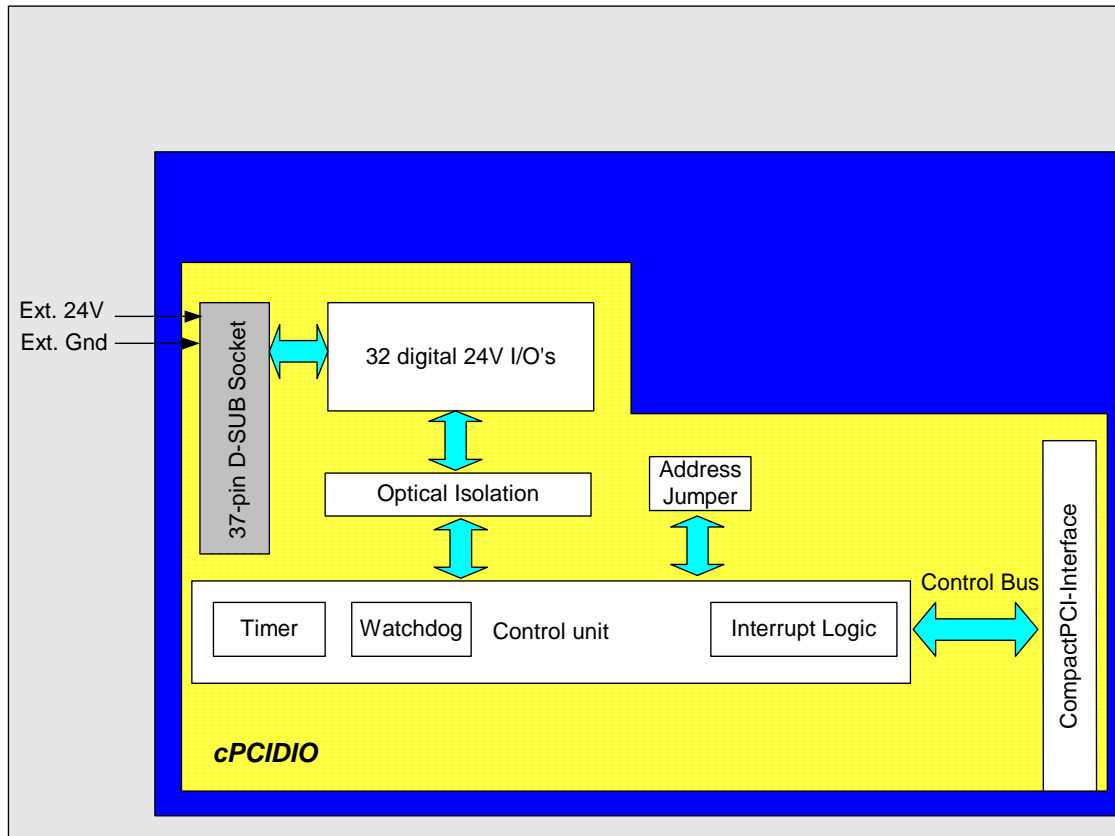 Ext. 24V
Ext. Gnd
37-pin D-SUB Socket
32 digital 24V I/O's
Optical Isolation
Address
Jumper
Timer
Watchdog
Control unit
Interrupt Logic
Control Bus
CompactPCI-Interface
cPCIDIO